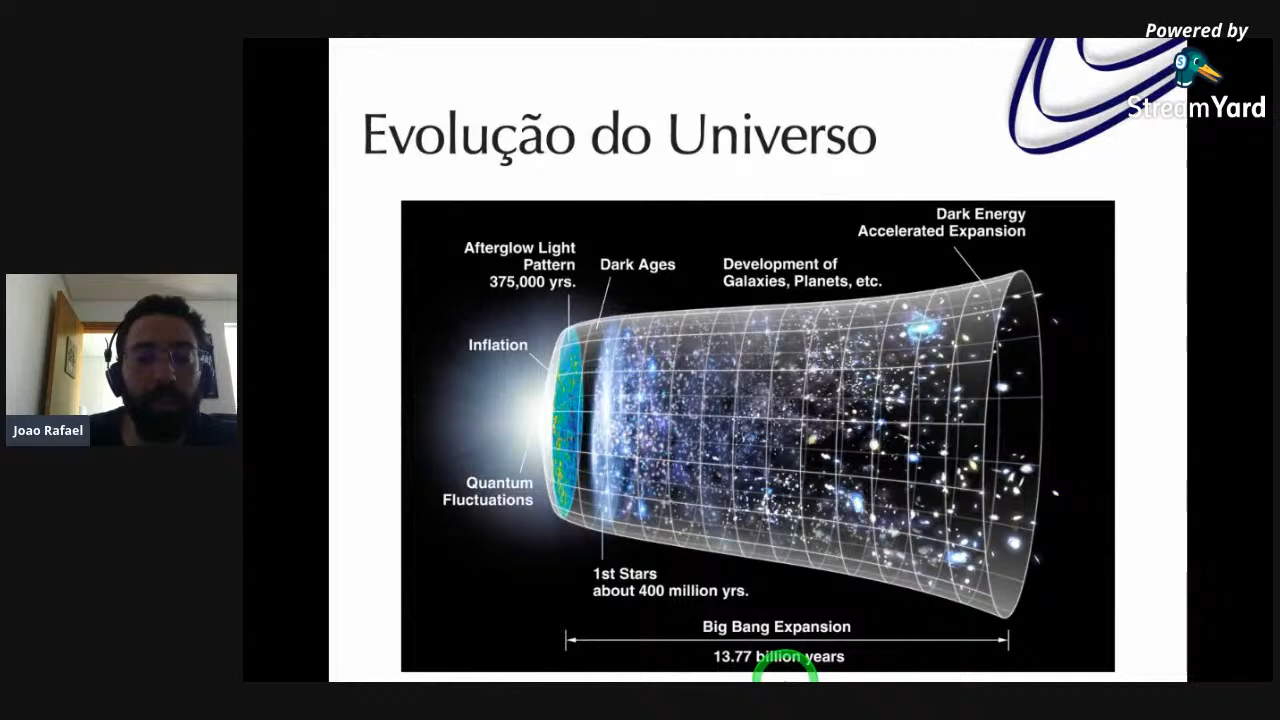 Powered by
StreamYard
Evolução do Universo
Dark Energy
Accelerated Expansion
Afterglow Light
Pattern
375,000 yrs.
Dark Ages
Development of
Galaxies, Planets, etc.
Inflation
Quantum
Fluctuations
1st Stars
about 400 million yrs.
Big Bang Expansion
13.77 billion years
Joao Rafael